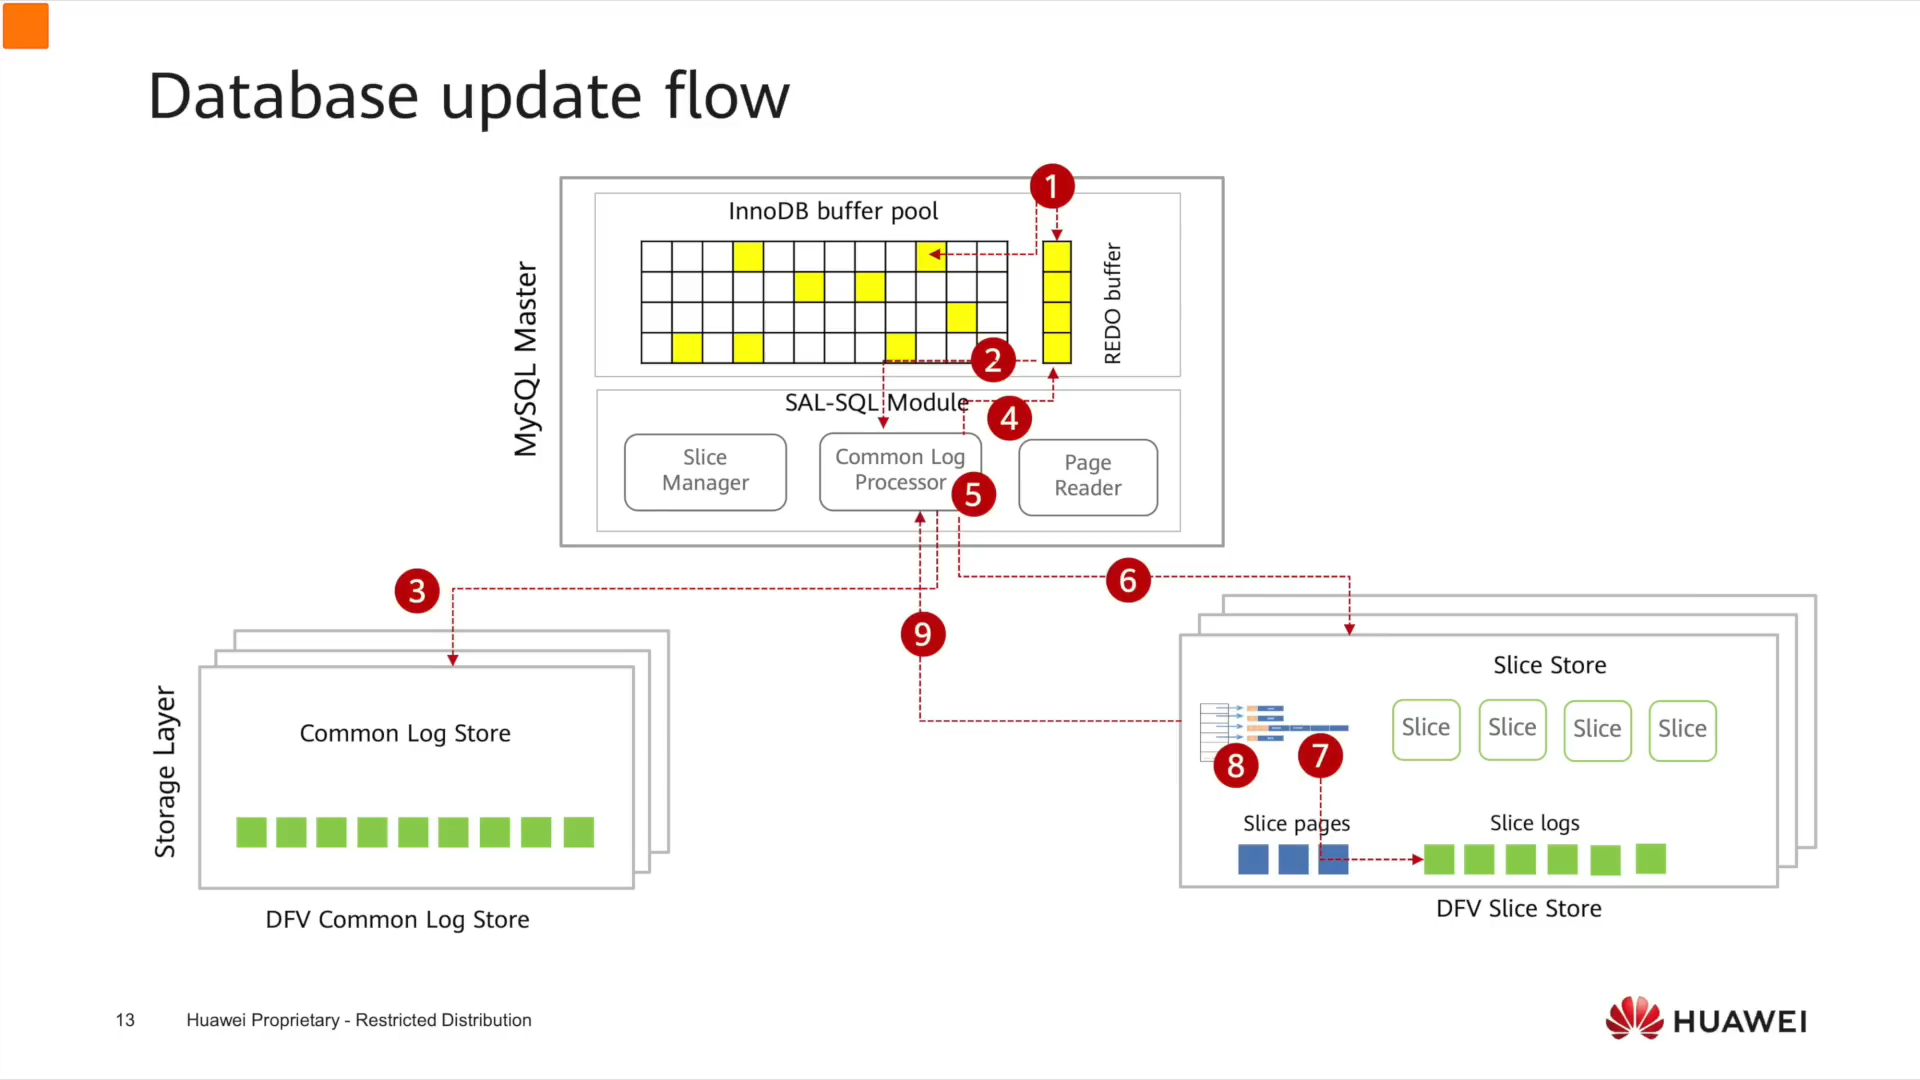 Database update flow
1
InnoDB buffer pool
REDO buffer
MySQL Master
2
SAL-SQL Module
4
Slice
Manager
Common Log
Processor
5
Page
Reader
3
6
9
Storage Layer
Common Log Store
DFV Common Log Store
Slice Store
Slice
Slice
Slice
Slice
7
8
Slice pages
Slice logs
DFV Slice Store
13
Huawei Proprietary - Restricted Distribution
HUAWEI